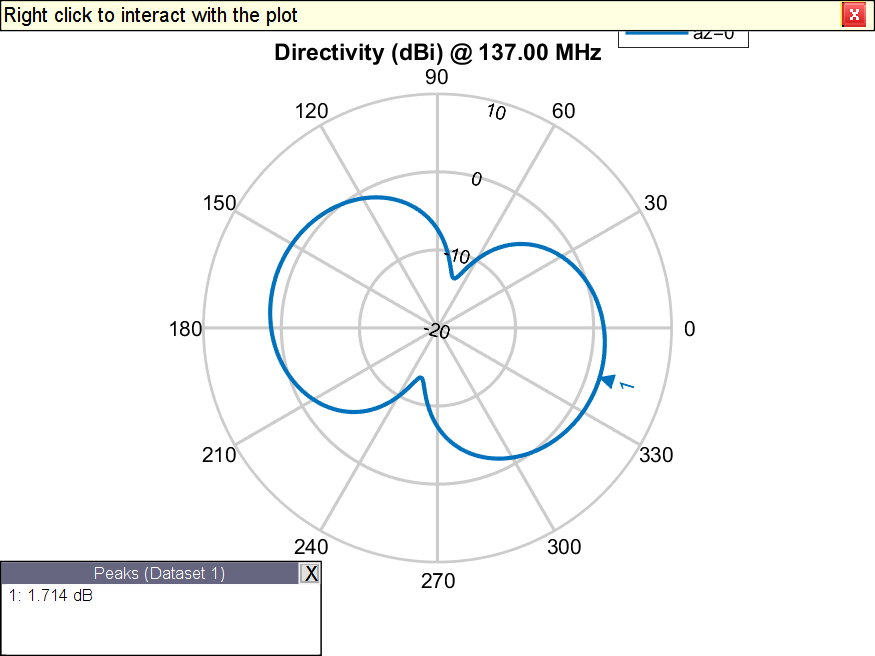 Right click to interact with the plot
x
az=0
Directivity (dBi) @ 137.00 MHz
90
120
10
60
150
0
30
-10
180
-20
0
1
210
330
240
300
270
Peaks (Dataset 1)
X
1: 1.714 dB